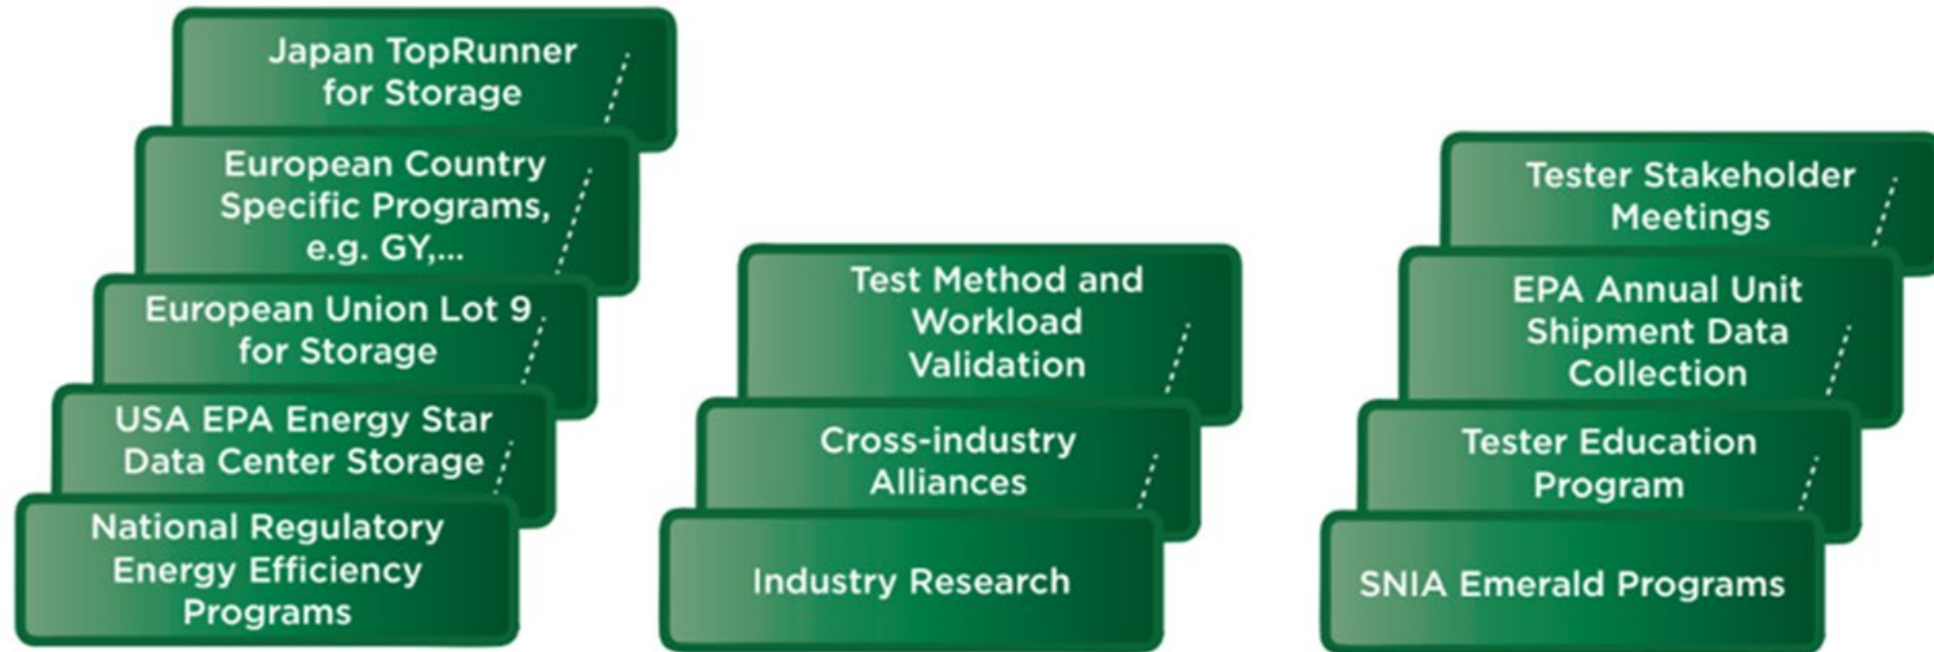 Japan TopRunner
for Storage
European Country
Specific Programs,
e.g. GY,...
European Union Lot 9
for Storage
USA EPA Energy Star
Data Center Storage
National Regulatory
Energy Efficiency
Programs
Test Method and
Workload
Validation
Cross-industry
Alliances
Industry Research
Tester Stakeholder
Meetings
EPA Annual Unit
Shipment Data
Collection
Tester Education
Program
SNIA Emerald Programs